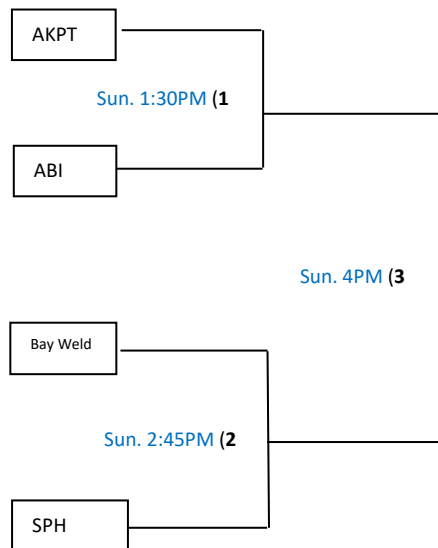 AKPT
Sun. 1:30PM (1
ABI
Sun. 4PM (3
Bay Weld
Sun. 2:45PM (2
SPH